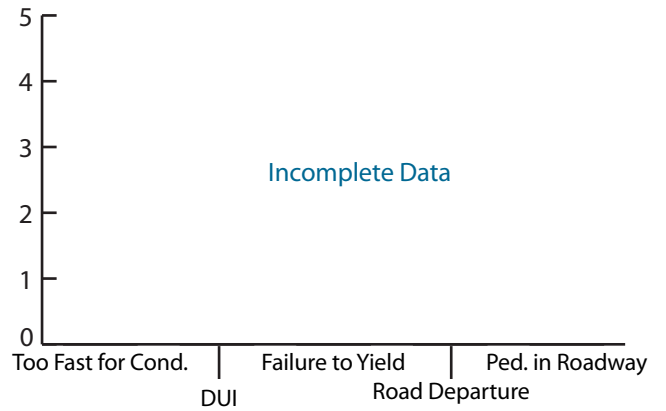 5
4
3
Incomplete Data
2
1
0
Too Fast for Cond. Failure to Yield Ped. in Roadway
DUI Road Departure